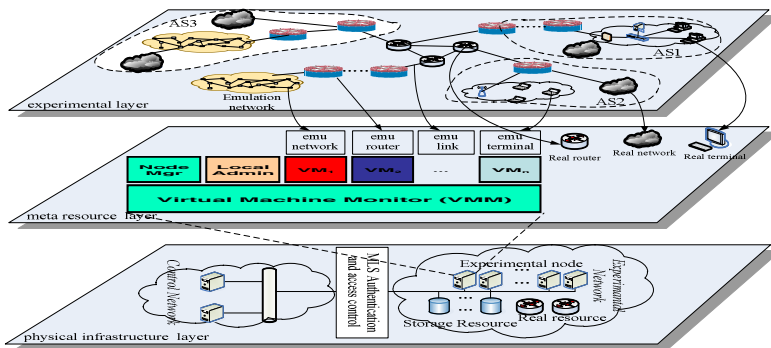 AS3
AS1
AS2
Emulation
network
experimental layer
emu
network
emu
router
emu
link
emu
terminal
Real router
Real network
Real terminal
Node
Mgr
Local
Admin
VM₁
VM₂
...
VMₙ
Virtual Machine Monitor (VMM)
meta resource layer
Control Network
MLS Authentication
and access control
Experimental node
Experimental
Network
Storage Resource
Real resource
physical infrastructure layer